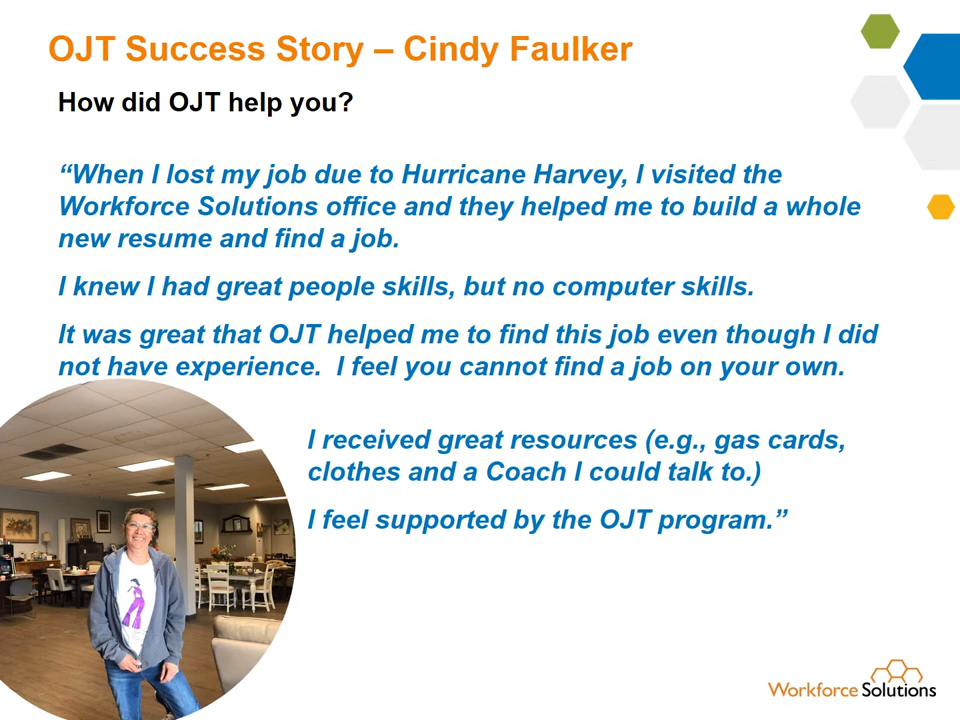 OJT Success Story – Cindy Faulker
How did OJT help you?
“When I lost my job due to Hurricane Harvey, I visited the
Workforce Solutions office and they helped me to build a whole
new resume and find a job.
I knew I had great people skills, but no computer skills.
It was great that OJT helped me to find this job even though I did
not have experience.  I feel you cannot find a job on your own.
I received great resources (e.g., gas cards,
clothes and a Coach I could talk to.)
I feel supported by the OJT program.”
Workforce Solutions